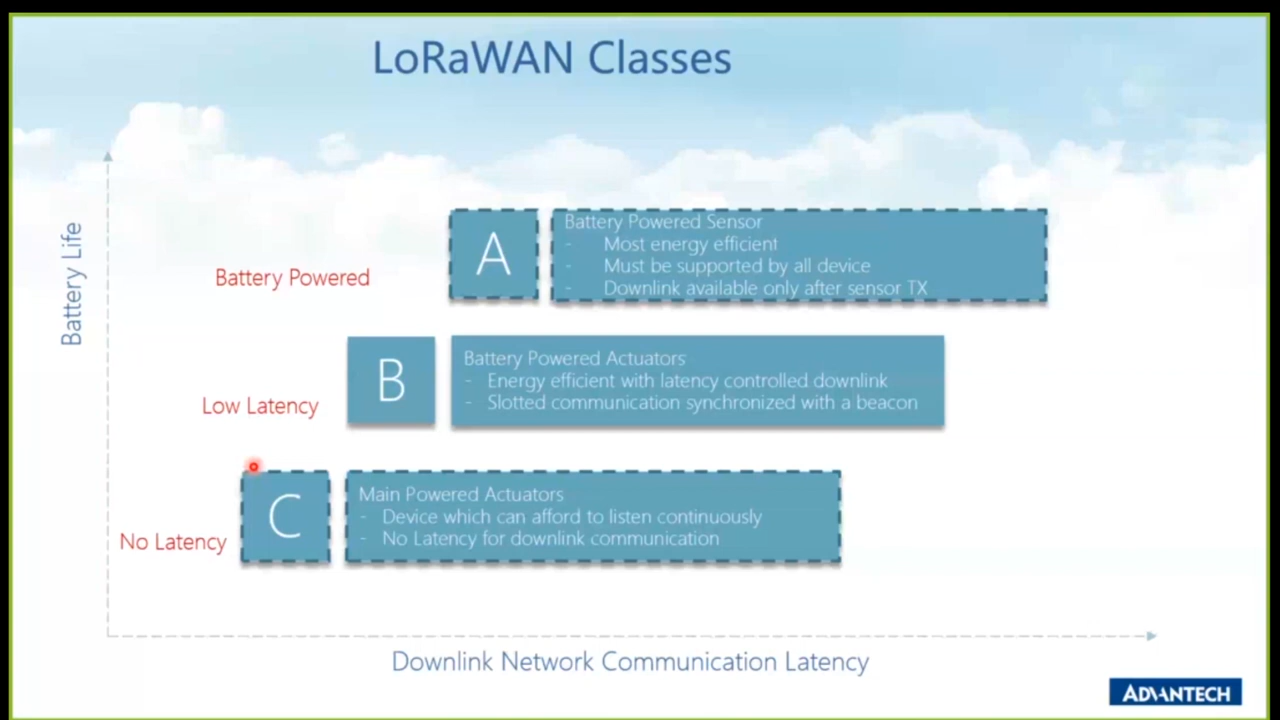 LoRaWAN Classes
Battery Life
Battery Powered
A
Battery Powered Sensor
- Most energy efficient
- Must be supported by all device
- Downlink available only after sensor TX
Low Latency
B
Battery Powered Actuators
- Energy efficient with latency controlled downlink
- Slotted communication synchronized with a beacon
No Latency
C
Main Powered Actuators
- Device which can afford to listen continuously
- No Latency for downlink communication
Downlink Network Communication Latency
ADVANTECH